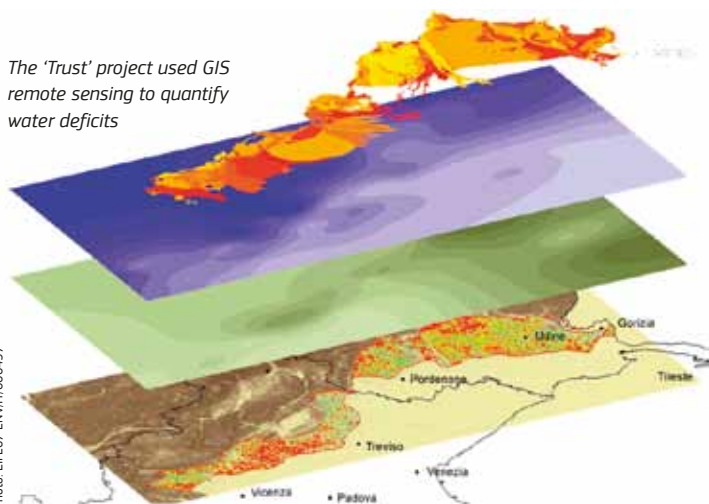 The ‘Trust’ project used GIS
remote sensing to quantify
water deficits
Udine
Gorizia
Pordenone
Trieste
Treviso
Venezia
Vicenza
Padova